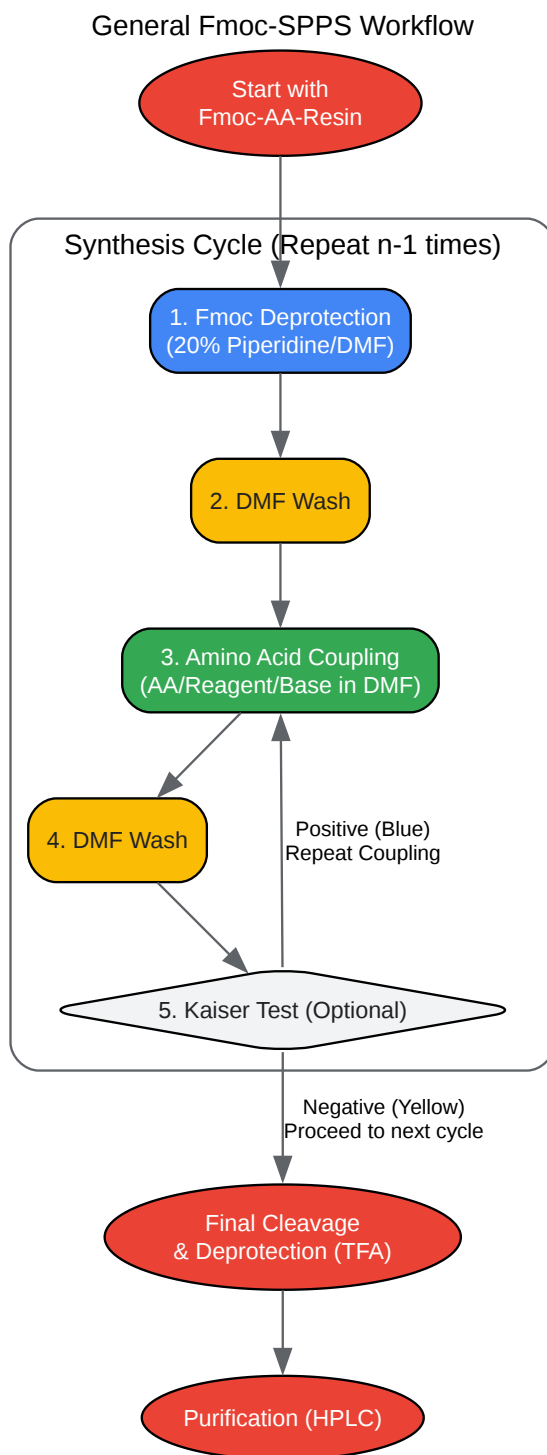 General Fmoc-SPPS Workflow
Start with
Fmoc-AA-Resin
Synthesis Cycle (Repeat n-1 times)
1. Fmoc Deprotection
(20% Piperidine/DMF)
2. DMF Wash
3. Amino Acid Coupling
(AA/Reagent/Base in DMF)
4. DMF Wash
Positive (Blue)
Repeat Coupling
5. Kaiser Test (Optional)
Negative (Yellow)
Proceed to next cycle
Final Cleavage
& Deprotection (TFA)
Purification (HPLC)